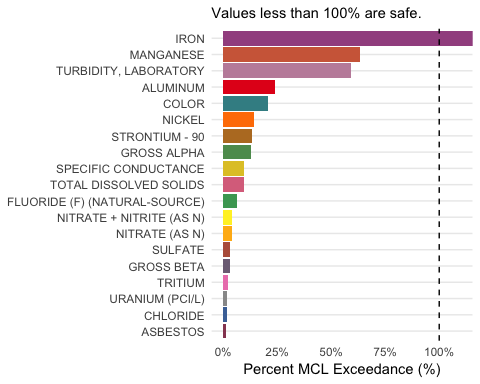 Values less than 100% are safe.
IRON
MANGANESE
TURBIDITY, LABORATORY
ALUMINUM
COLOR
NICKEL
STRONTIUM - 90
GROSS ALPHA
SPECIFIC CONDUCTANCE
TOTAL DISSOLVED SOLIDS
FLUORIDE (F) (NATURAL-SOURCE)
NITRATE + NITRITE (AS N)
NITRATE (AS N)
SULFATE
GROSS BETA
TRITIUM
URANIUM (PCI/L)
CHLORIDE
ASBESTOS
0% 25% 50% 75% 100%
Percent MCL Exceedance (%)